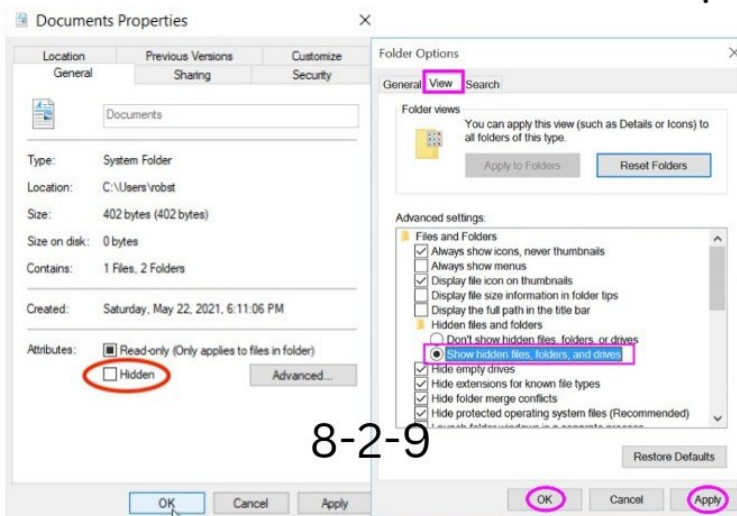 Documents Properties
Location Previous Versions Customize
General Sharing Security
Documents
Type: System Folder
Location: C:\Users\robst
Size: 402 bytes (402 bytes)
Size on disk: 0 bytes
Contains: 1 Files, 2 Folders
Created: Saturday, May 22, 2021, 6:11:06 PM
Attributes: Read-only (Only applies to files in folder)
Hidden Advanced...
OK Cancel Apply
Folder Options
General View Search
Folder views
You can apply this view (such as Details or Icons) to
all folders of this type.
Apply to Folders Reset Folders
Advanced settings:
Files and Folders
Always show icons, never thumbnails
Always show menus
Display file icon on thumbnails
Display file size information in folder tips
Display the full path in the title bar
Hidden files and folders
Don't show hidden files, folders, or drives
Show hidden files, folders, and drives
Hide empty drives
Hide extensions for known file types
Hide folder merge conflicts
Hide protected operating system files (Recommended)
Launch folder windows in a separate process
Restore Defaults
OK Cancel Apply
8-2-9